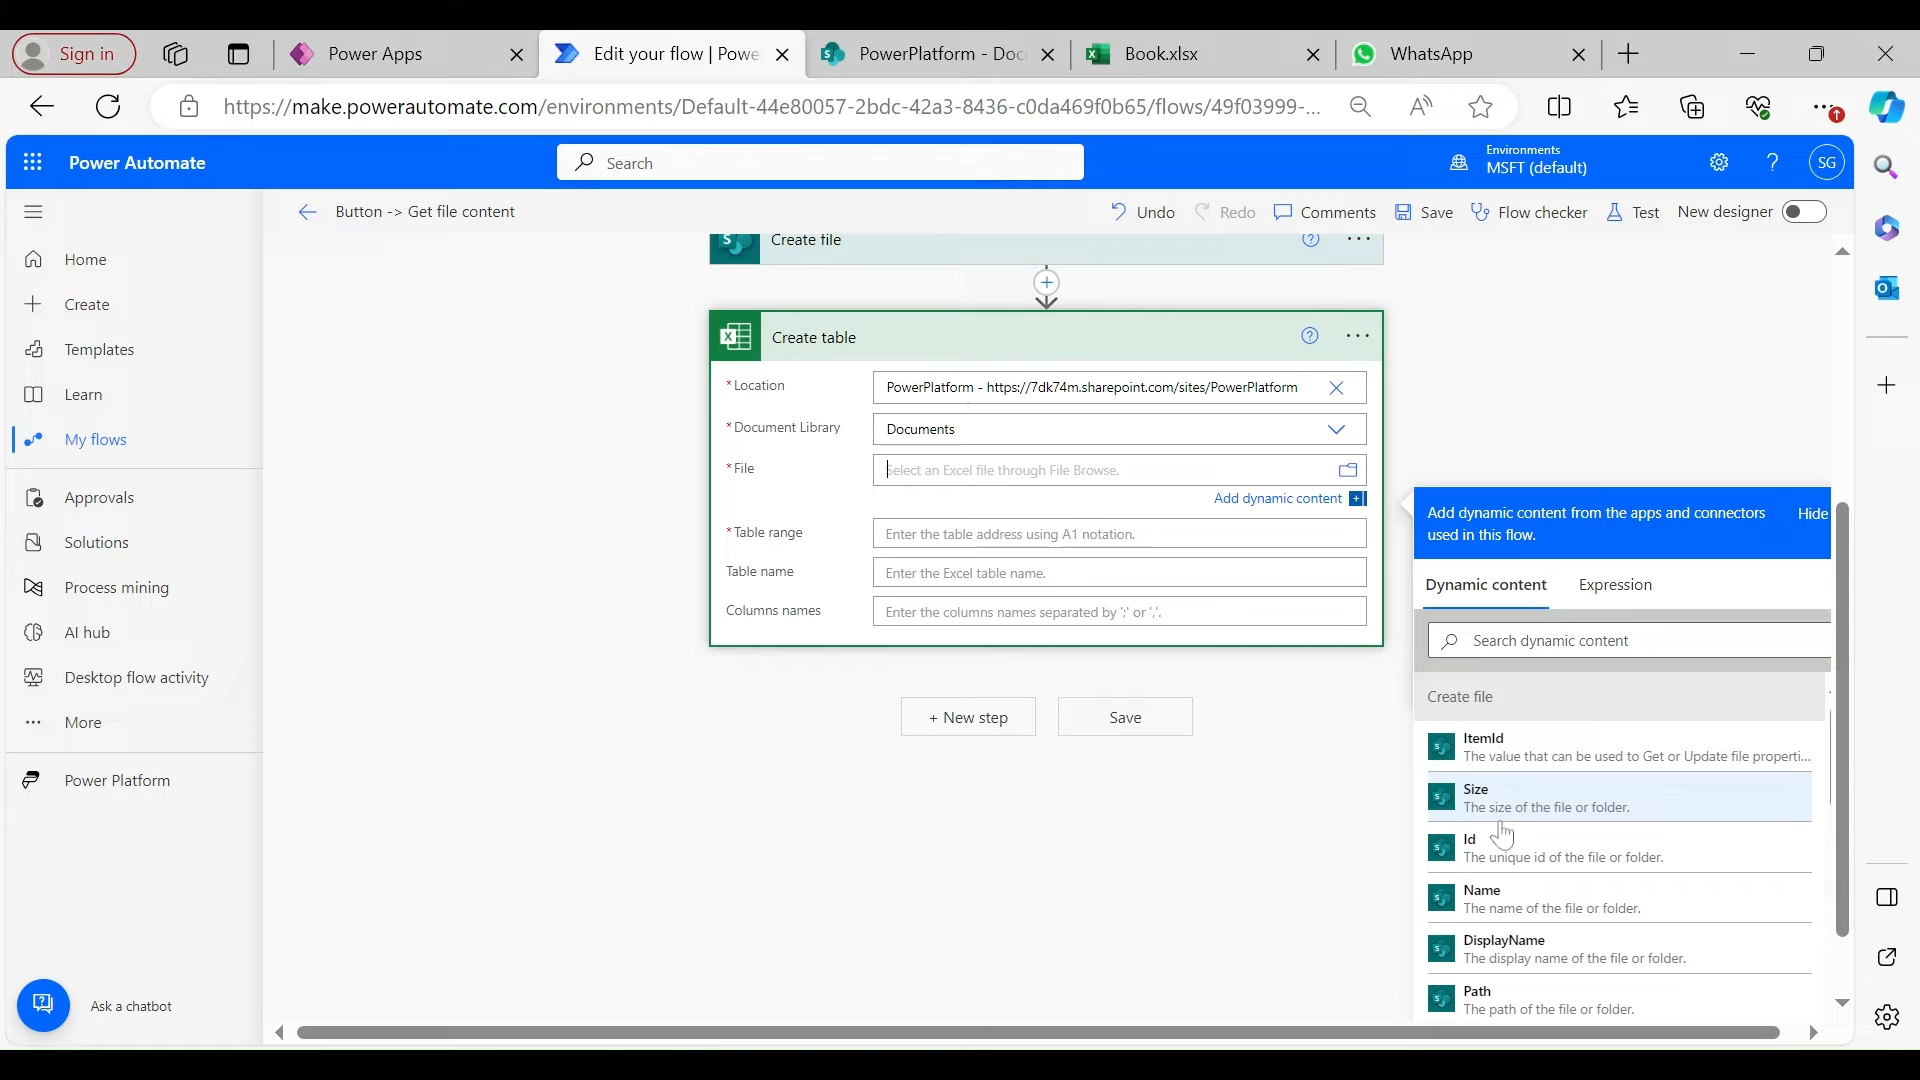 Sign in
Power Apps
Edit your flow | Powe
PowerPlatform - Doc
Book.xlsx
WhatsApp
https://make.powerautomate.com/environments/Default-44e80057-2bdc-42a3-8436-c0da469f0b65/flows/49f03999-...
Power Automate
Search
Environments
MSFT (default)
SG
Button -> Get file content
Undo
Redo
Comments
Save
Flow checker
Test
New designer
Home
Create
Templates
Learn
My flows
Approvals
Solutions
Process mining
AI hub
Desktop flow activity
More
Power Platform
Ask a chatbot
Create file
Create table
* Location
PowerPlatform - https://7dk74m.sharepoint.com/sites/PowerPlatform
* Document Library
Documents
* File
Select an Excel file through File Browse.
Add dynamic content
* Table range
Enter the table address using A1 notation.
Table name
Enter the Excel table name.
Columns names
Enter the columns names separated by ';' or ','.
+ New step
Save
Add dynamic content from the apps and connectors
used in this flow.
Hide
Dynamic content
Expression
Search dynamic content
Create file
ItemId
The value that can be used to Get or Update file properti...
Size
The size of the file or folder.
Id
The unique id of the file or folder.
Name
The name of the file or folder.
DisplayName
The display name of the file or folder.
Path
The path of the file or folder.